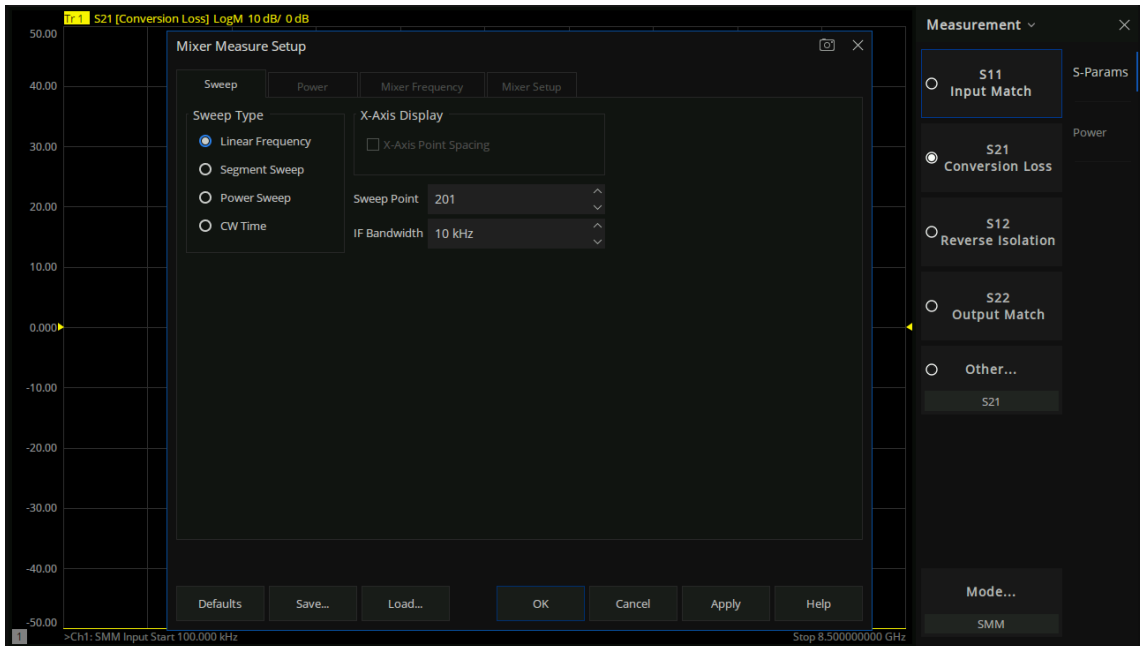 Tr 1 S21 [Conversion Loss] LogM 10 dB/ 0 dB
50.00
40.00
30.00
20.00
10.00
0.000
-10.00
-20.00
-30.00
-40.00
-50.00
Mixer Measure Setup
Sweep Power Mixer Frequency Mixer Setup
Sweep Type
Linear Frequency
Segment Sweep
Power Sweep
CW Time
X-Axis Display
X-Axis Point Spacing
Sweep Point 201
IF Bandwidth 10 kHz
Defaults Save... Load... OK Cancel Apply Help
1 >Ch1: SMM Input Start 100.000 kHz Stop 8.500000000 GHz
Measurement
S-Params
Power
S11
Input Match
S21
Conversion Loss
S12
Reverse Isolation
S22
Output Match
Other...
S21
Mode...
SMM